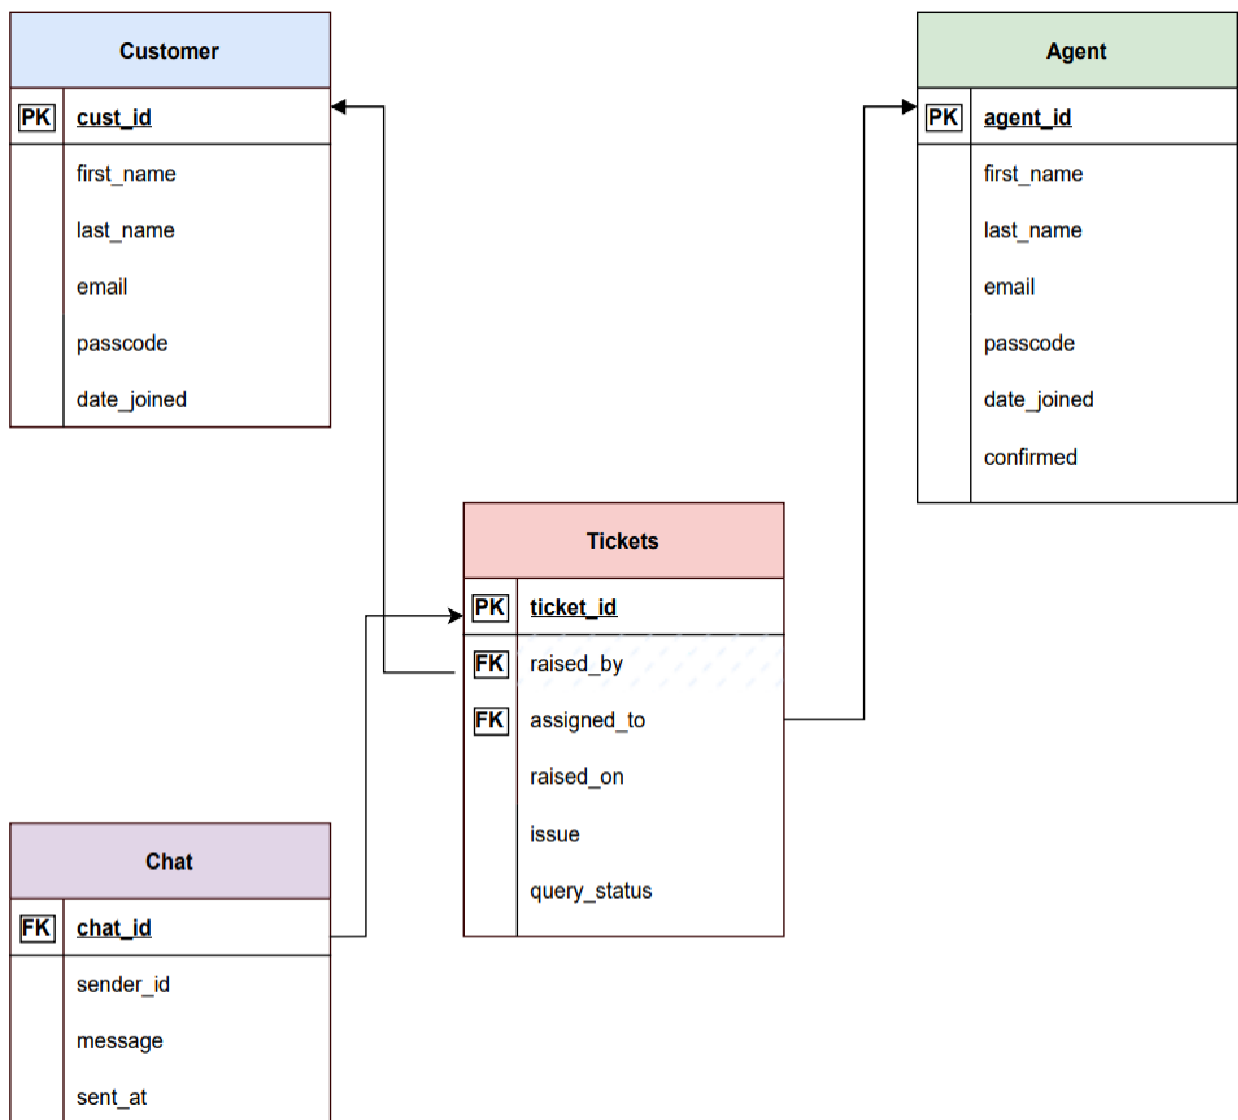 Customer
PK cust_id
first_name
last_name
email
passcode
date_joined
Agent
PK agent_id
first_name
last_name
email
passcode
date_joined
confirmed
Tickets
PK ticket_id
FK raised_by
FK assigned_to
raised_on
issue
query_status
Chat
FK chat_id
sender_id
message
sent_at